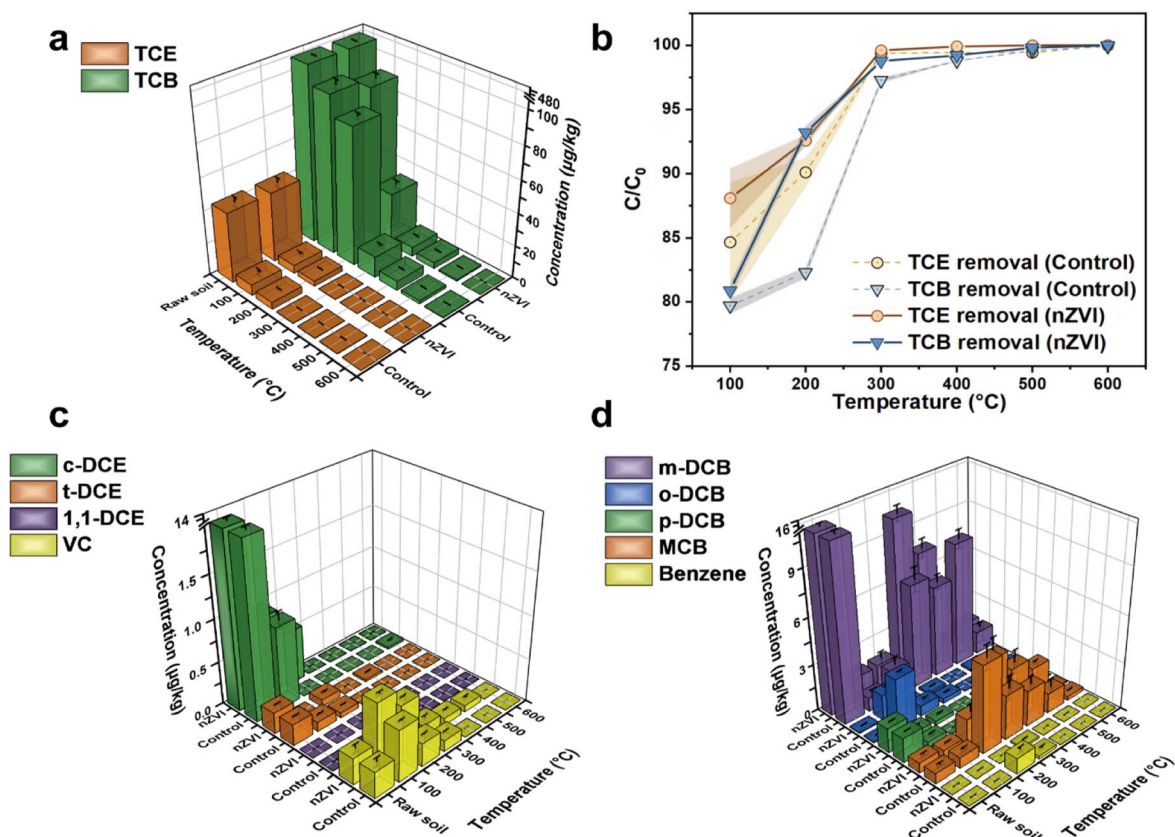 a
TCE
TCB
480
100
80
60
40
20
0
Concentration (µg/kg)
Raw soil
100
200
300
400
500
600
Temperature (°C)
Control
nZVI
Control
nZVI
b
100
95
90
85
80
75
C/C0
TCE removal (Control)
TCB removal (Control)
TCE removal (nZVI)
TCB removal (nZVI)
100 200 300 400 500 600
Temperature (°C)
c
c-DCE
t-DCE
1,1-DCE
VC
14
1.5
1.0
0.5
0.0
Concentration (µg/kg)
nZVI
Control
nZVI
Control
nZVI
Control
nZVI
Control
Raw soil
100
200
300
400
500
600
Temperature (°C)
d
m-DCB
o-DCB
p-DCB
MCB
Benzene
16
9
6
3
0
Concentration (µg/kg)
nZVI
Control
nZVI
Control
nZVI
Control
nZVI
Control
nZVI
Control
Raw soil
100
200
300
400
500
600
Temperature (°C)